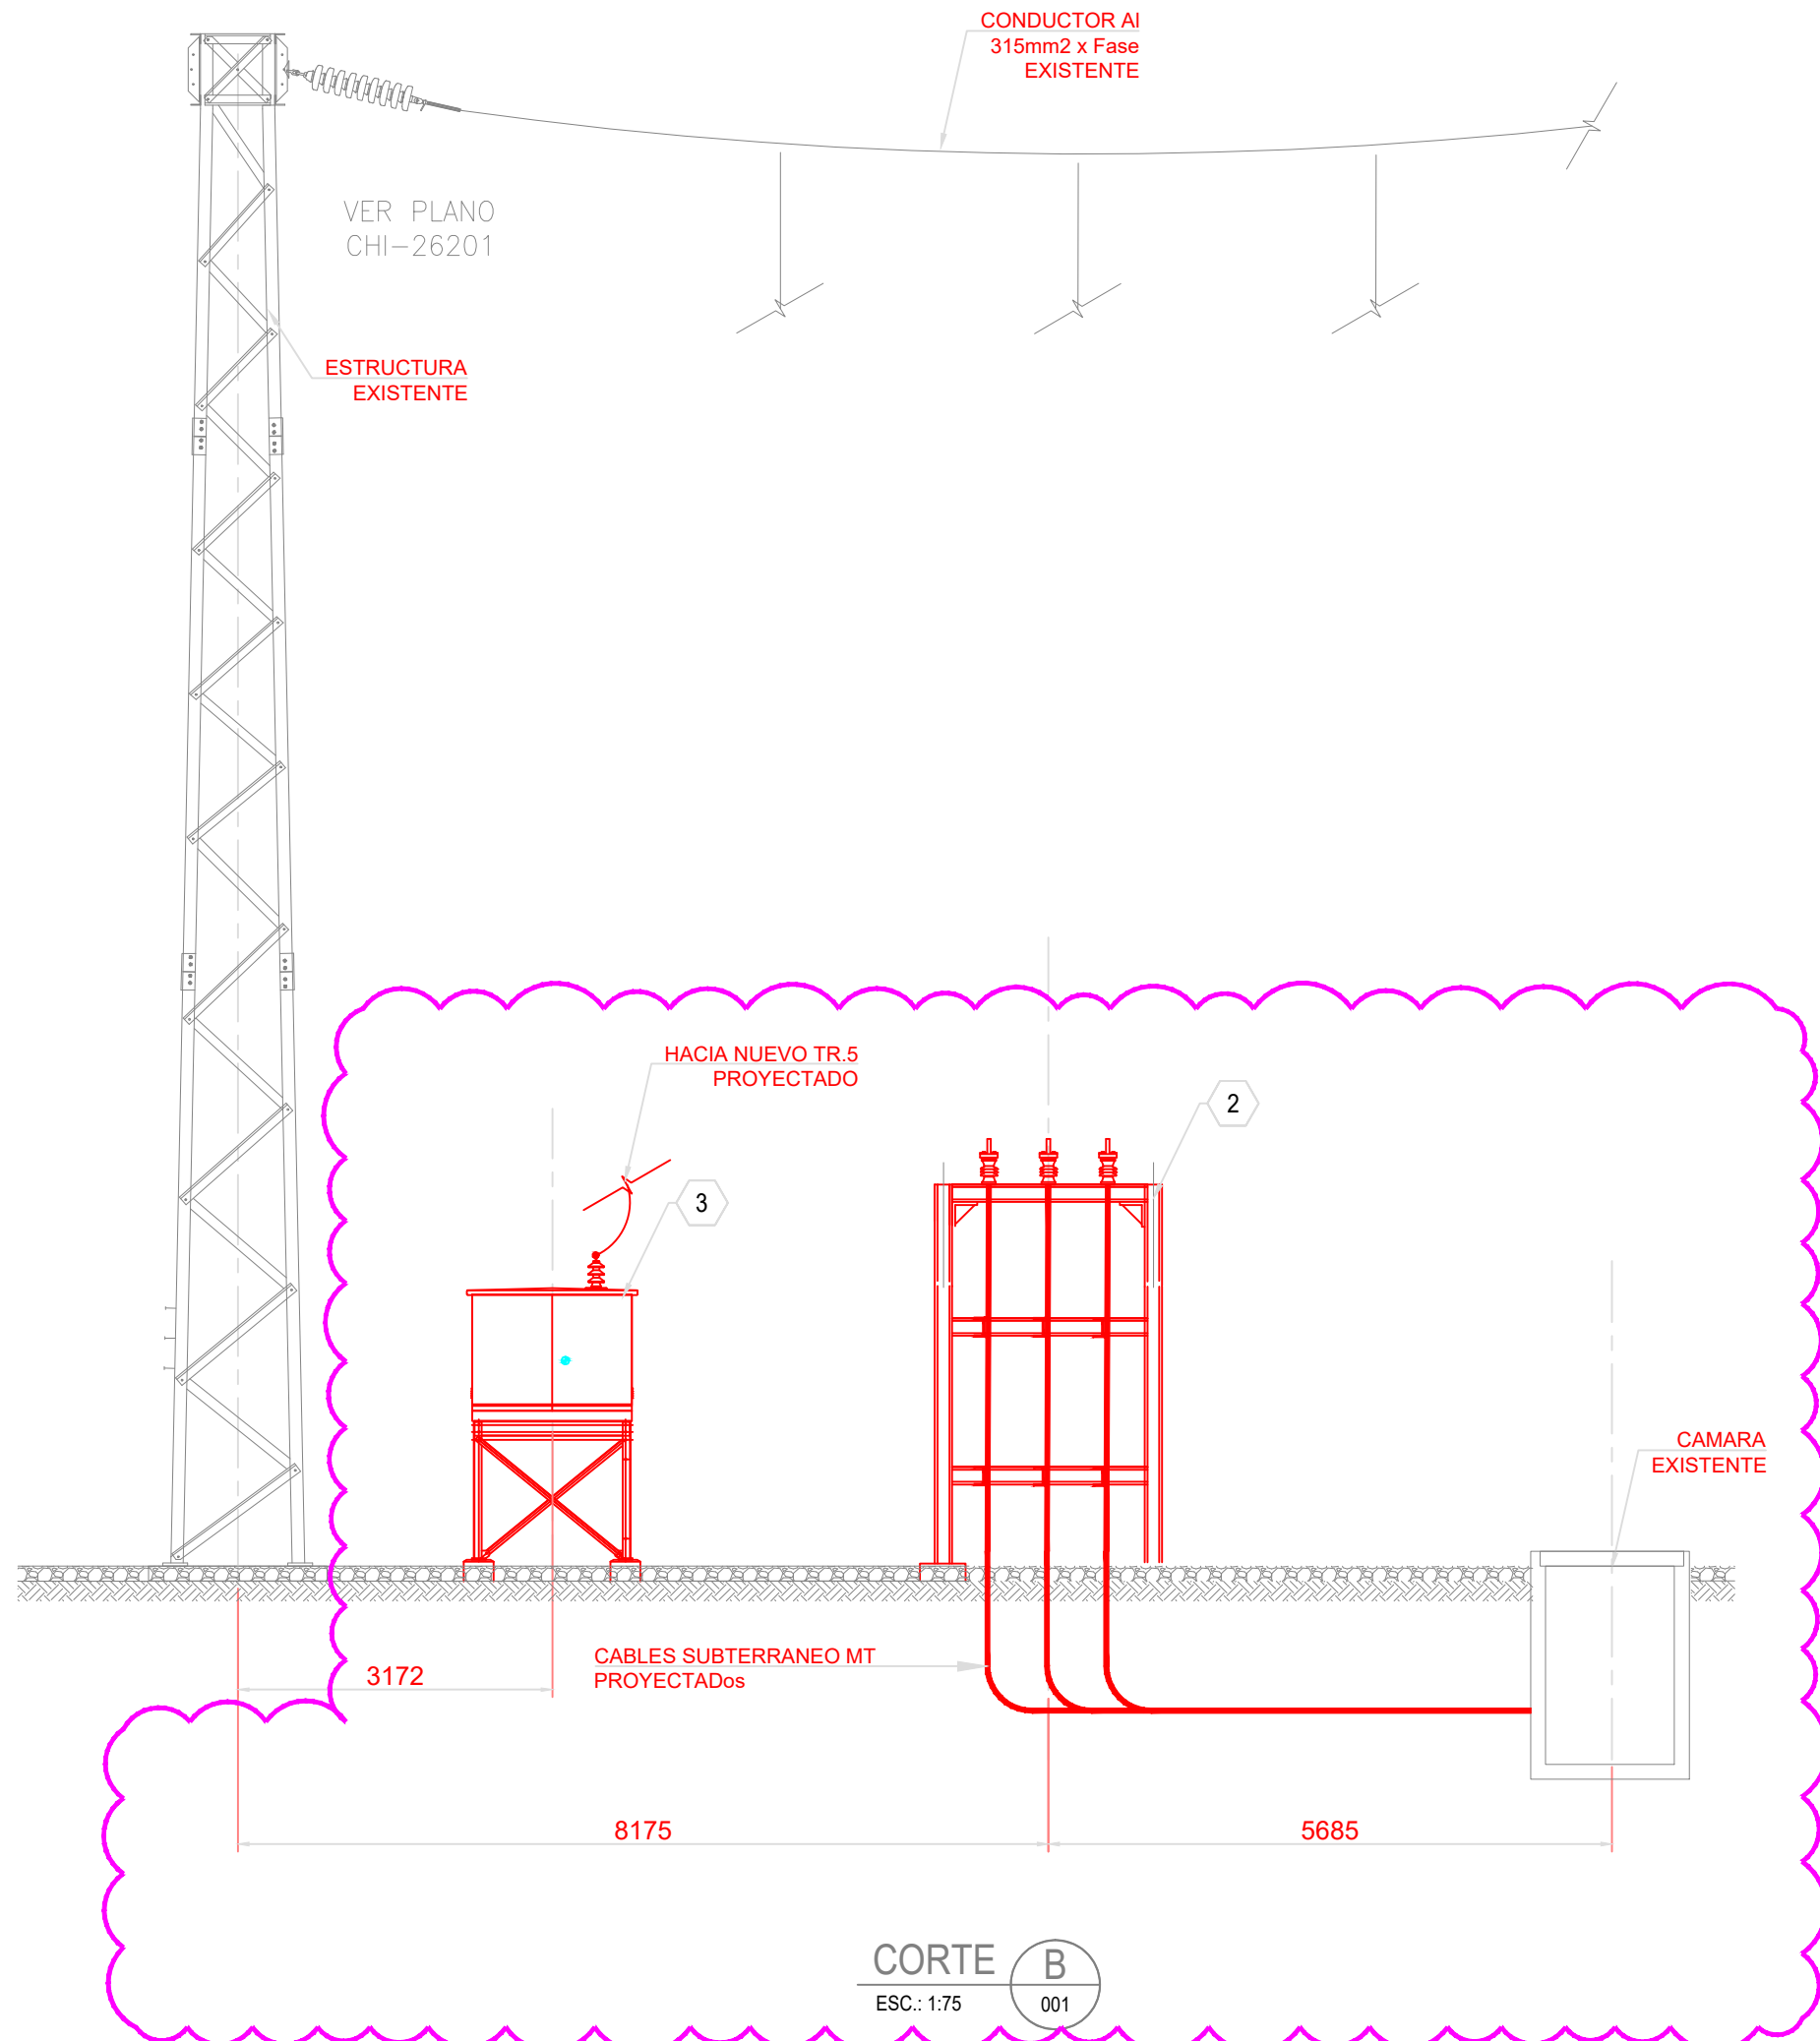 CONDUCTOR Al
315mm2 x Fase
EXISTENTE
VER PLANO
CHI-26201
ESTRUCTURA
EXISTENTE
HACIA NUEVO TR.5
PROYECTADO
2
3
CAMARA
EXISTENTE
CABLES SUBTERRANEO MT
PROYECTADos
3172
8175
5685
CORTE
B
ESC.: 1:75
001